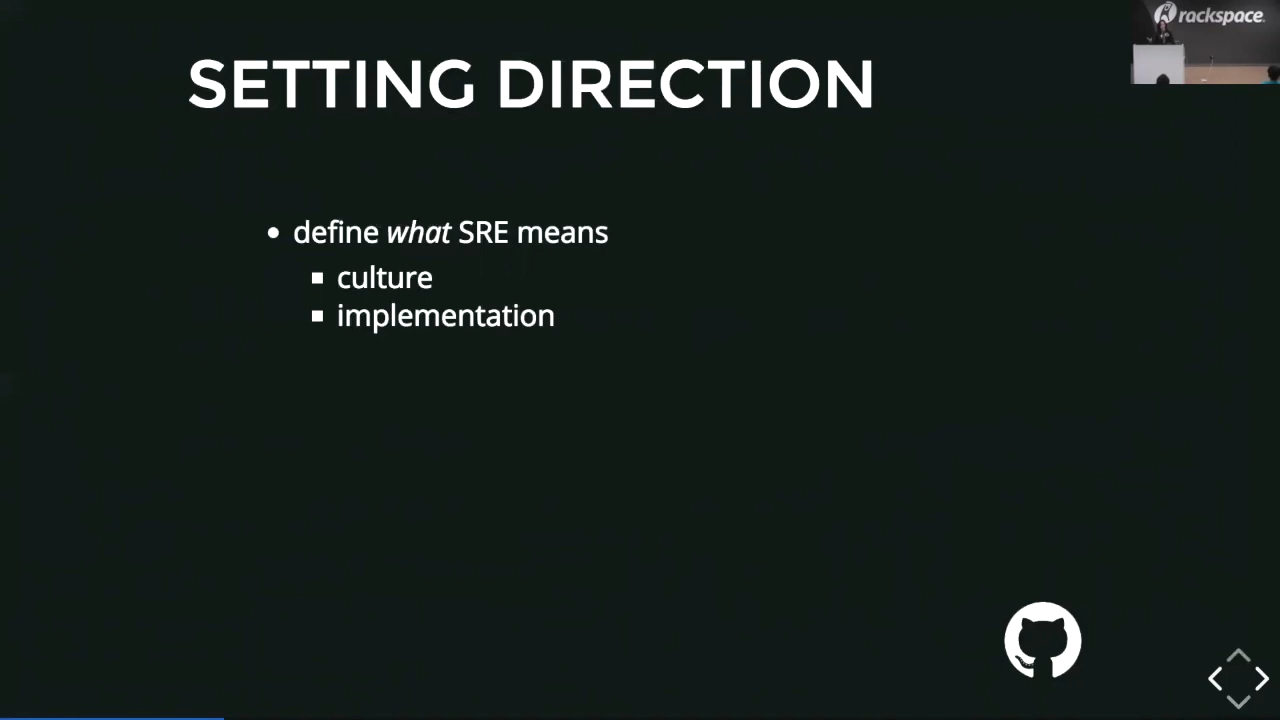 rackspace.
SETTING DIRECTION
• define what SRE means
▪ culture
▪ implementation